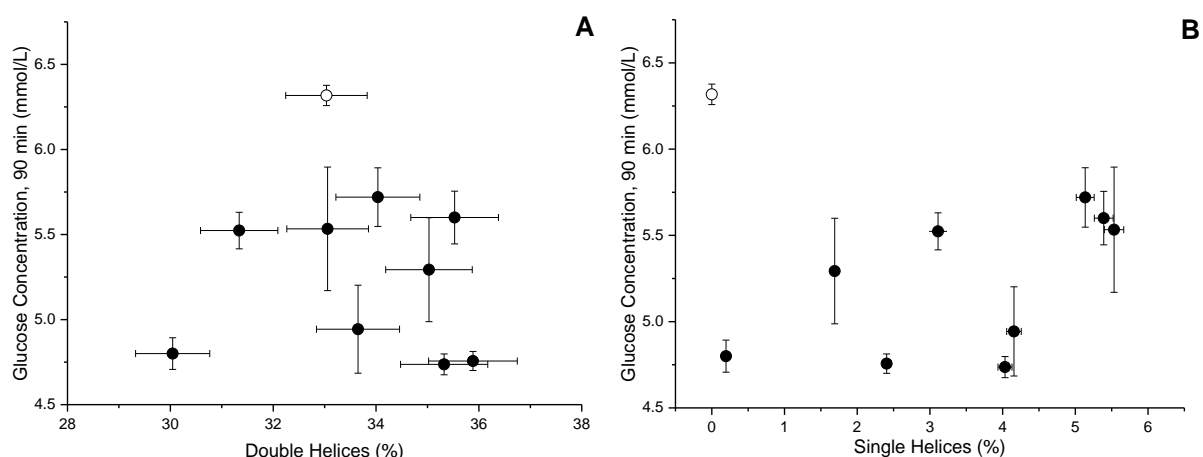 A
Glucose Concentration, 90 min (mmol/L)
6.5
6.0
5.5
5.0
4.5
28 30 32 34 36 38
Double Helices (%)
B
Glucose Concentration, 90 min (mmol/L)
6.5
6.0
5.5
5.0
4.5
0 1 2 3 4 5 6
Single Helices (%)